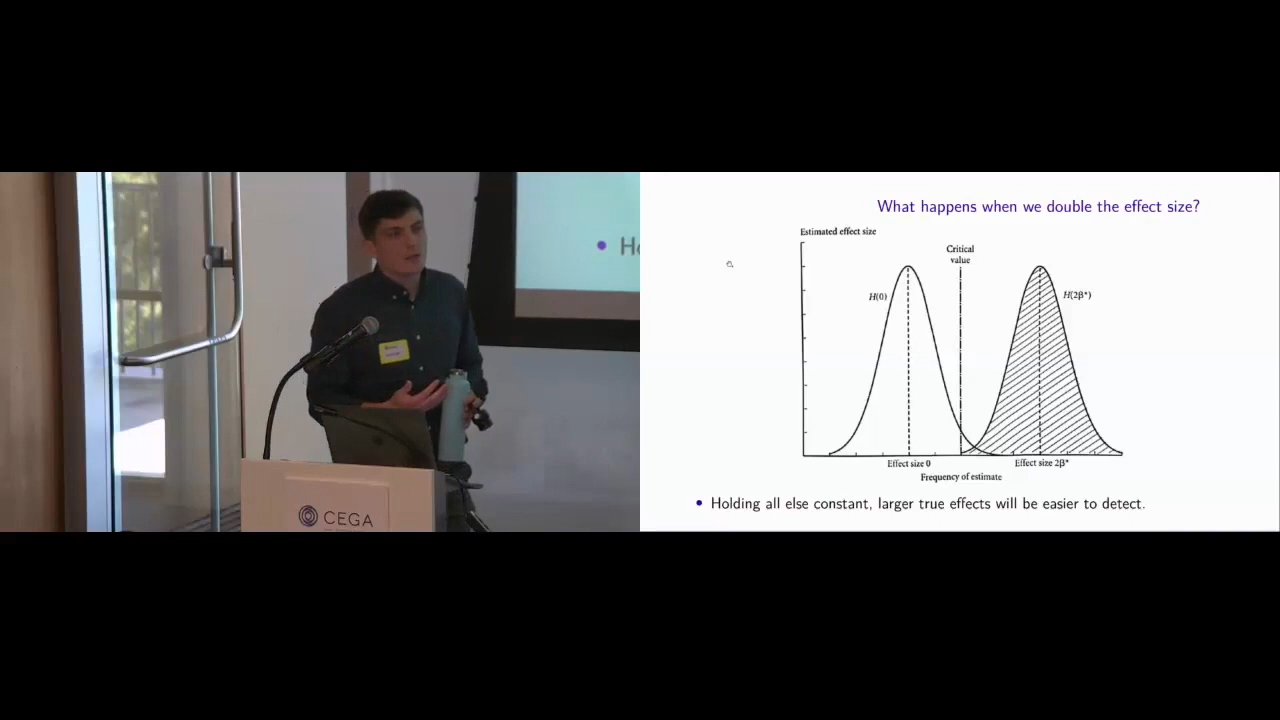 What happens when we double the effect size?
Estimated effect size
Critical
value
H(0)
H(2β*)
Effect size 0
Effect size 2β*
Frequency of estimate
• Holding all else constant, larger true effects will be easier to detect.
• H
CEGA